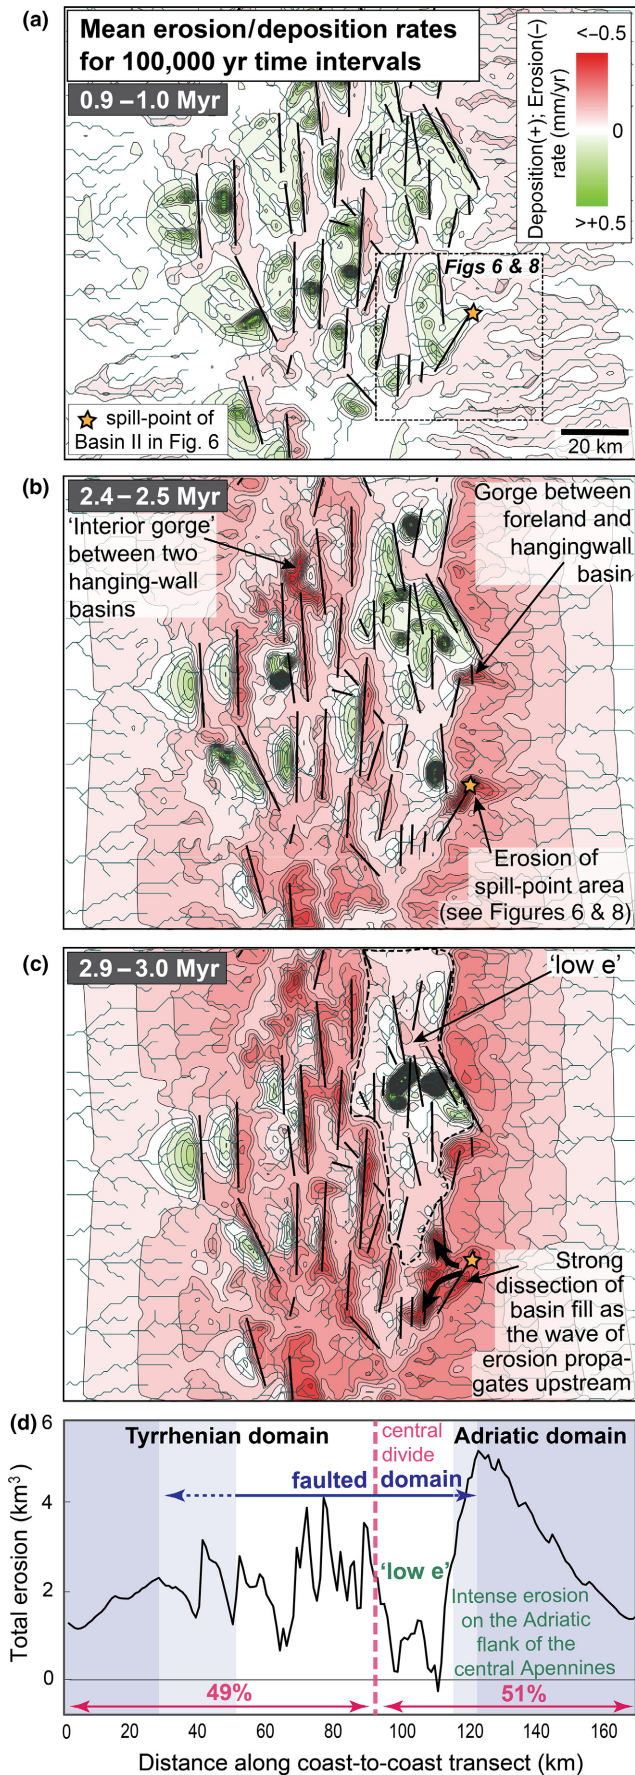 (a)
Mean erosion/deposition rates
for 100,000 yr time intervals
0.9 – 1.0 Myr
<–0.5
0
>+0.5
Deposition(+); Erosion(–)
rate (mm/yr)
Figs 6 & 8
spill-point of
Basin II in Fig. 6
20 km
(b)
2.4 – 2.5 Myr
'Interior gorge'
between two
hanging-wall
basins
Gorge between
foreland and
hangingwall
basin
Erosion of
spill-point area
(see Figures 6 & 8)
(c)
2.9 – 3.0 Myr
'low e'
Strong
dissection of
basin fill as
the wave of
erosion propa-
gates upstream
(d)
6
4
2
0
Total erosion (km³)
Tyrrhenian domain
central
divide
Adriatic domain
faulted domain
'low e'
Intense erosion
on the Adriatic
flank of the
central Apennines
49%
51%
0 20 40 60 80 100 120 140 160
Distance along coast-to-coast transect (km)